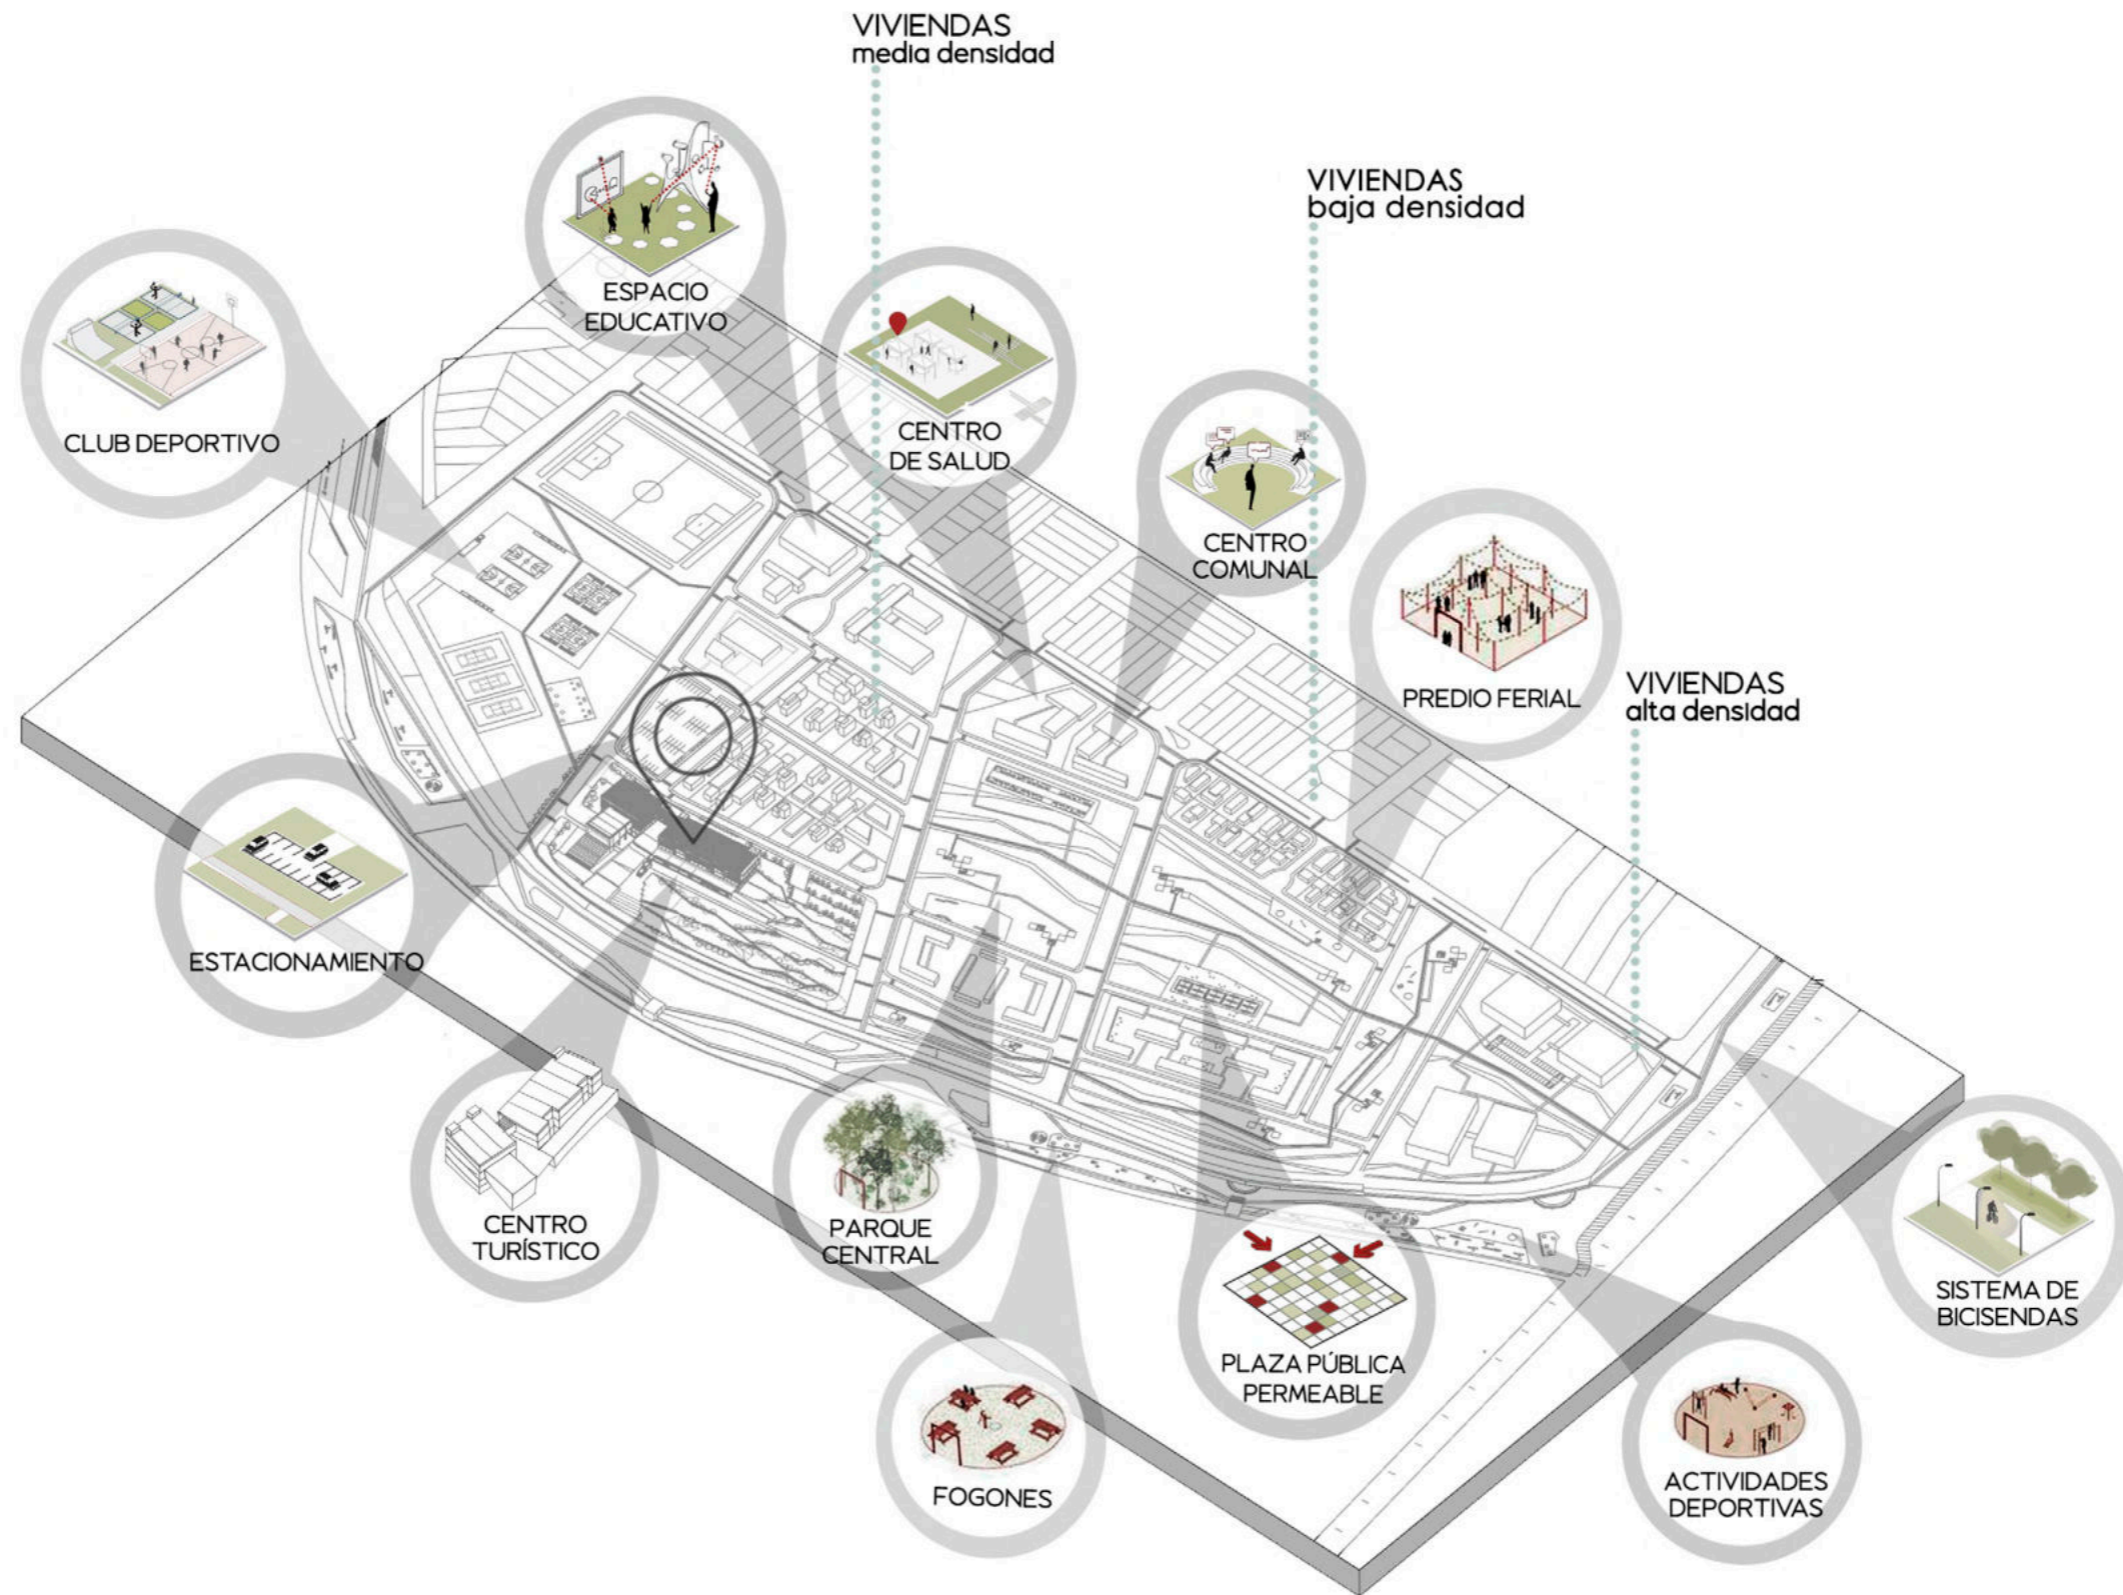 VIVIENDAS
media densidad
VIVIENDAS
baja densidad
ESPACIO
EDUCATIVO
CLUB DEPORTIVO
CENTRO
DE SALUD
CENTRO
COMUNAL
PREDIO FERIAL
VIVIENDAS
alta densidad
ESTACIONAMIENTO
CENTRO
TURÍSTICO
PARQUE
CENTRAL
SISTEMA DE
BICISENDAS
PLAZA PÚBLICA
PERMEABLE
FOGONES
ACTIVIDADES
DEPORTIVAS